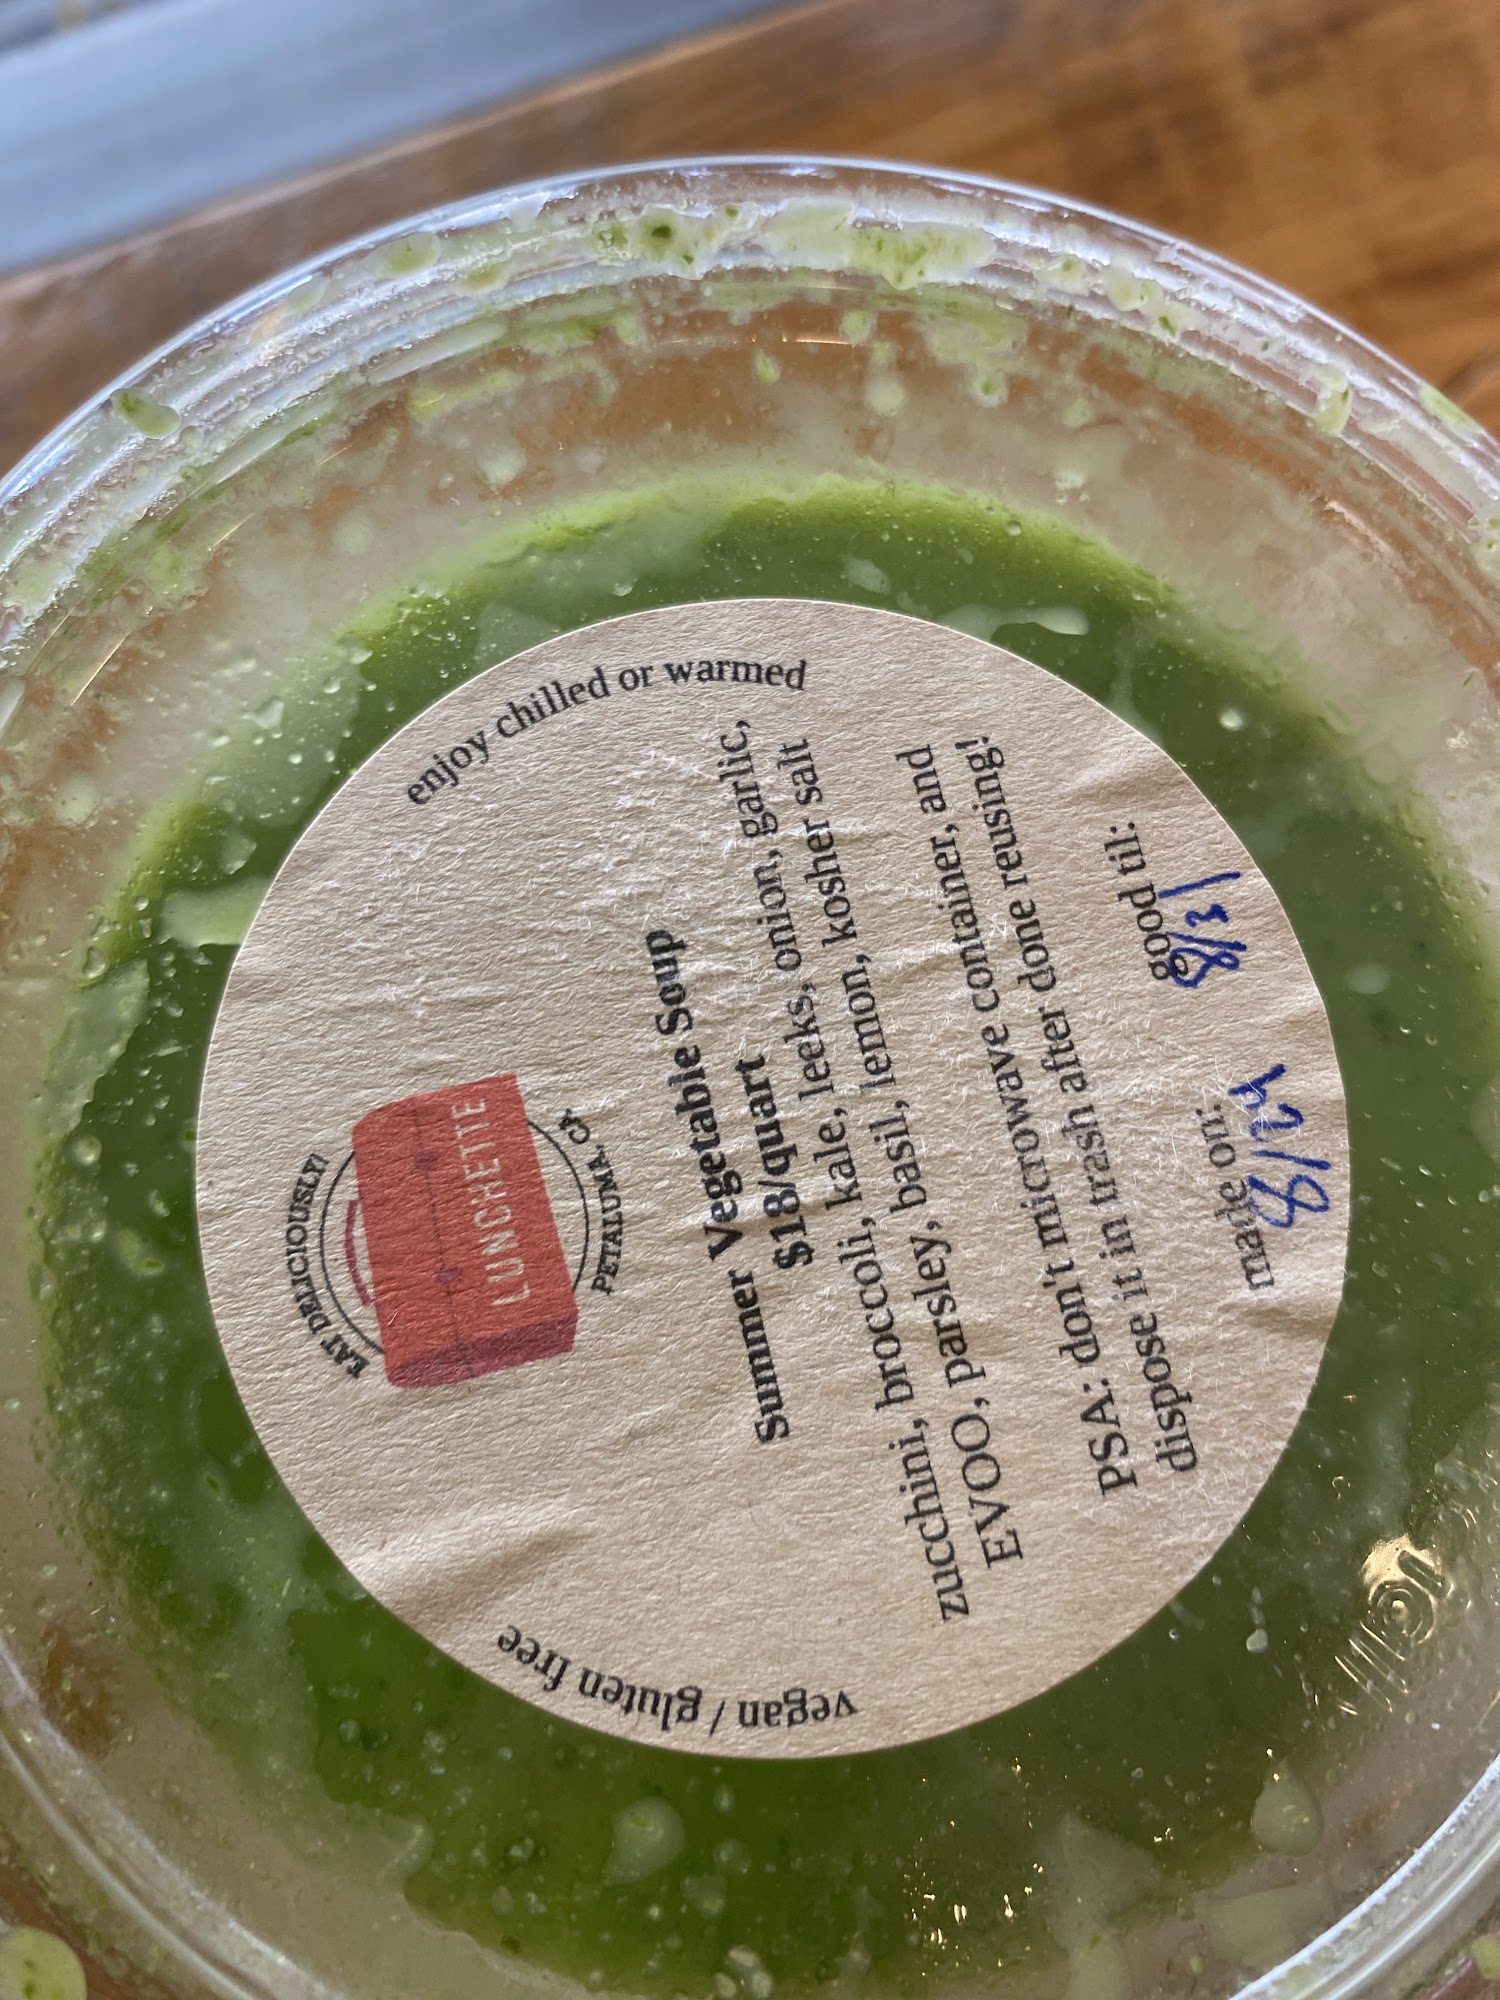 vegan / gluten free
EAT DELICIOUSLY!
LUNCHETTE
PETALUMA, CA
enjoy chilled or warmed
Summer Vegetable Soup
$18/quart
zucchini, broccoli, kale, leeks, onion, garlic,
EVOO, parsley, basil, lemon, kosher salt
PSA: don't microwave container, and
dispose it in trash after done reusing!
made on: good til:
8/24 8/31